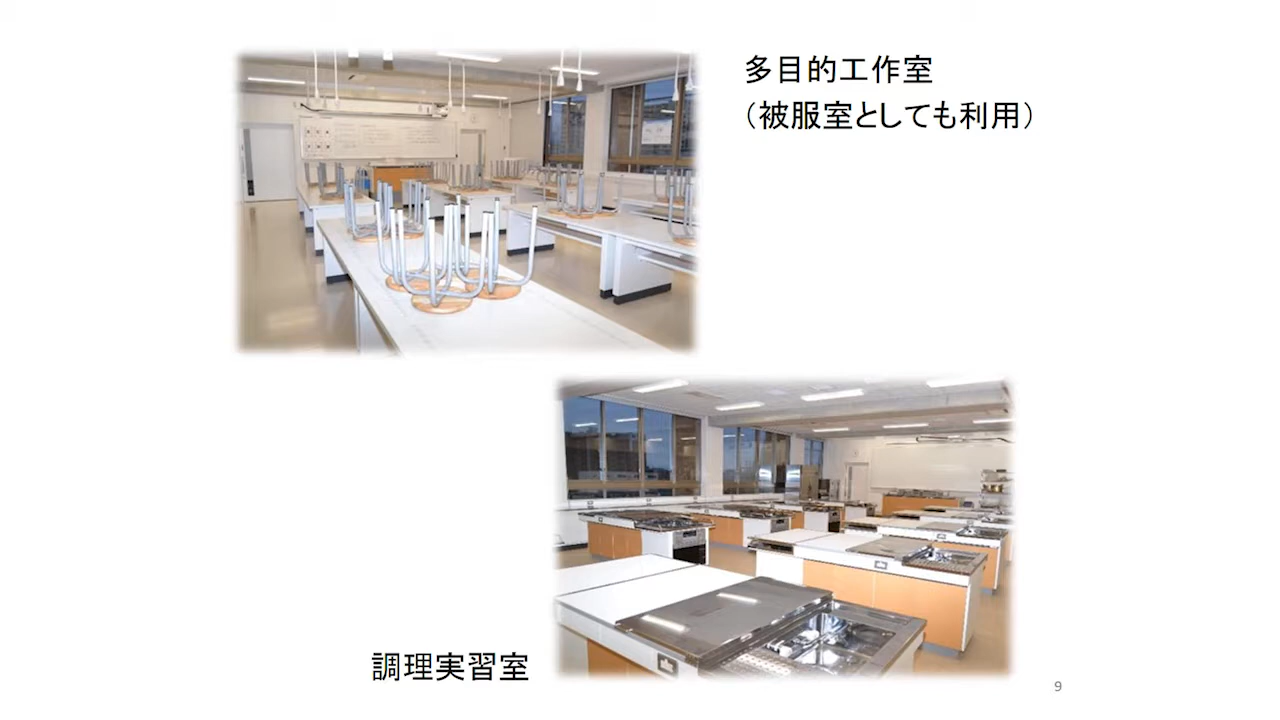 多目的工作室
（被服室としても利用）
調理実習室
9